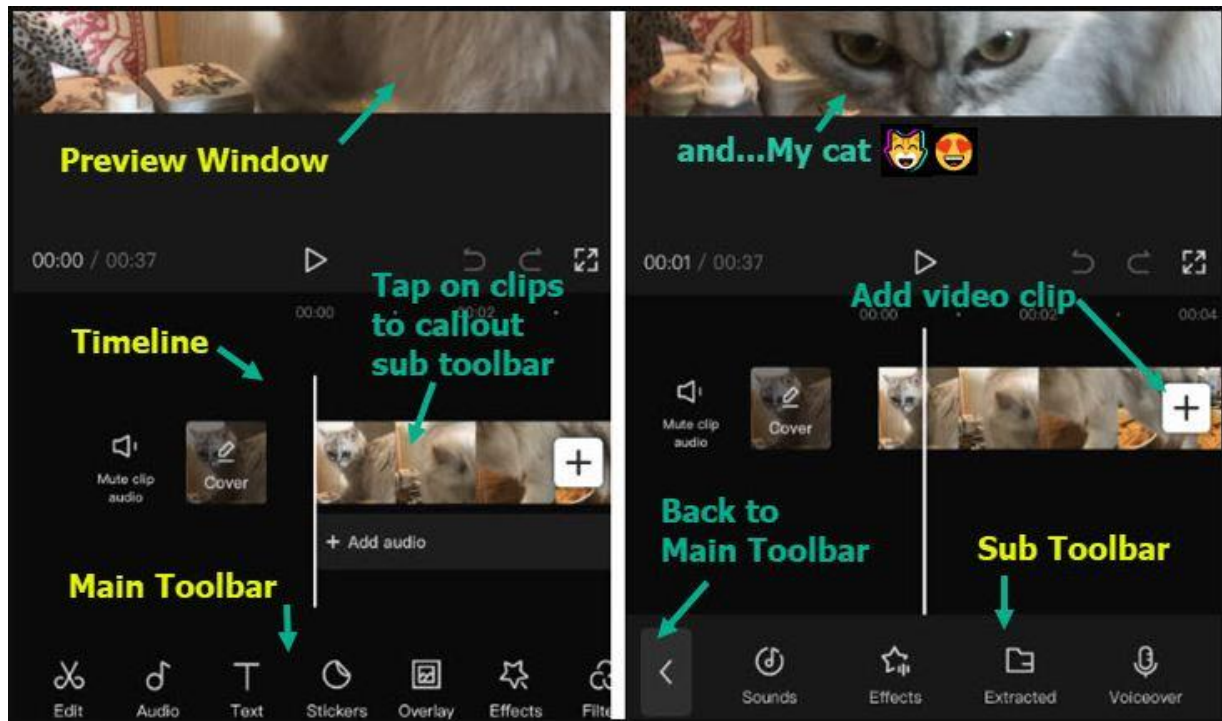 Preview Window
00:00 / 00:37
Tap on clips
to callout
sub toolbar
00:00
02
Timeline
Mute clip
audio
Cover
+ Add audio
Main Toolbar
Edit
Audio
Text
Stickers
Overlay
Effects
Filte
and...My cat
00:01 / 00:37
Add video clip
00:00
00:02
00:04
Mute clip
audio
Cover
Back to
Main Toolbar
Sub Toolbar
Sounds
Effects
Extracted
Voiceover